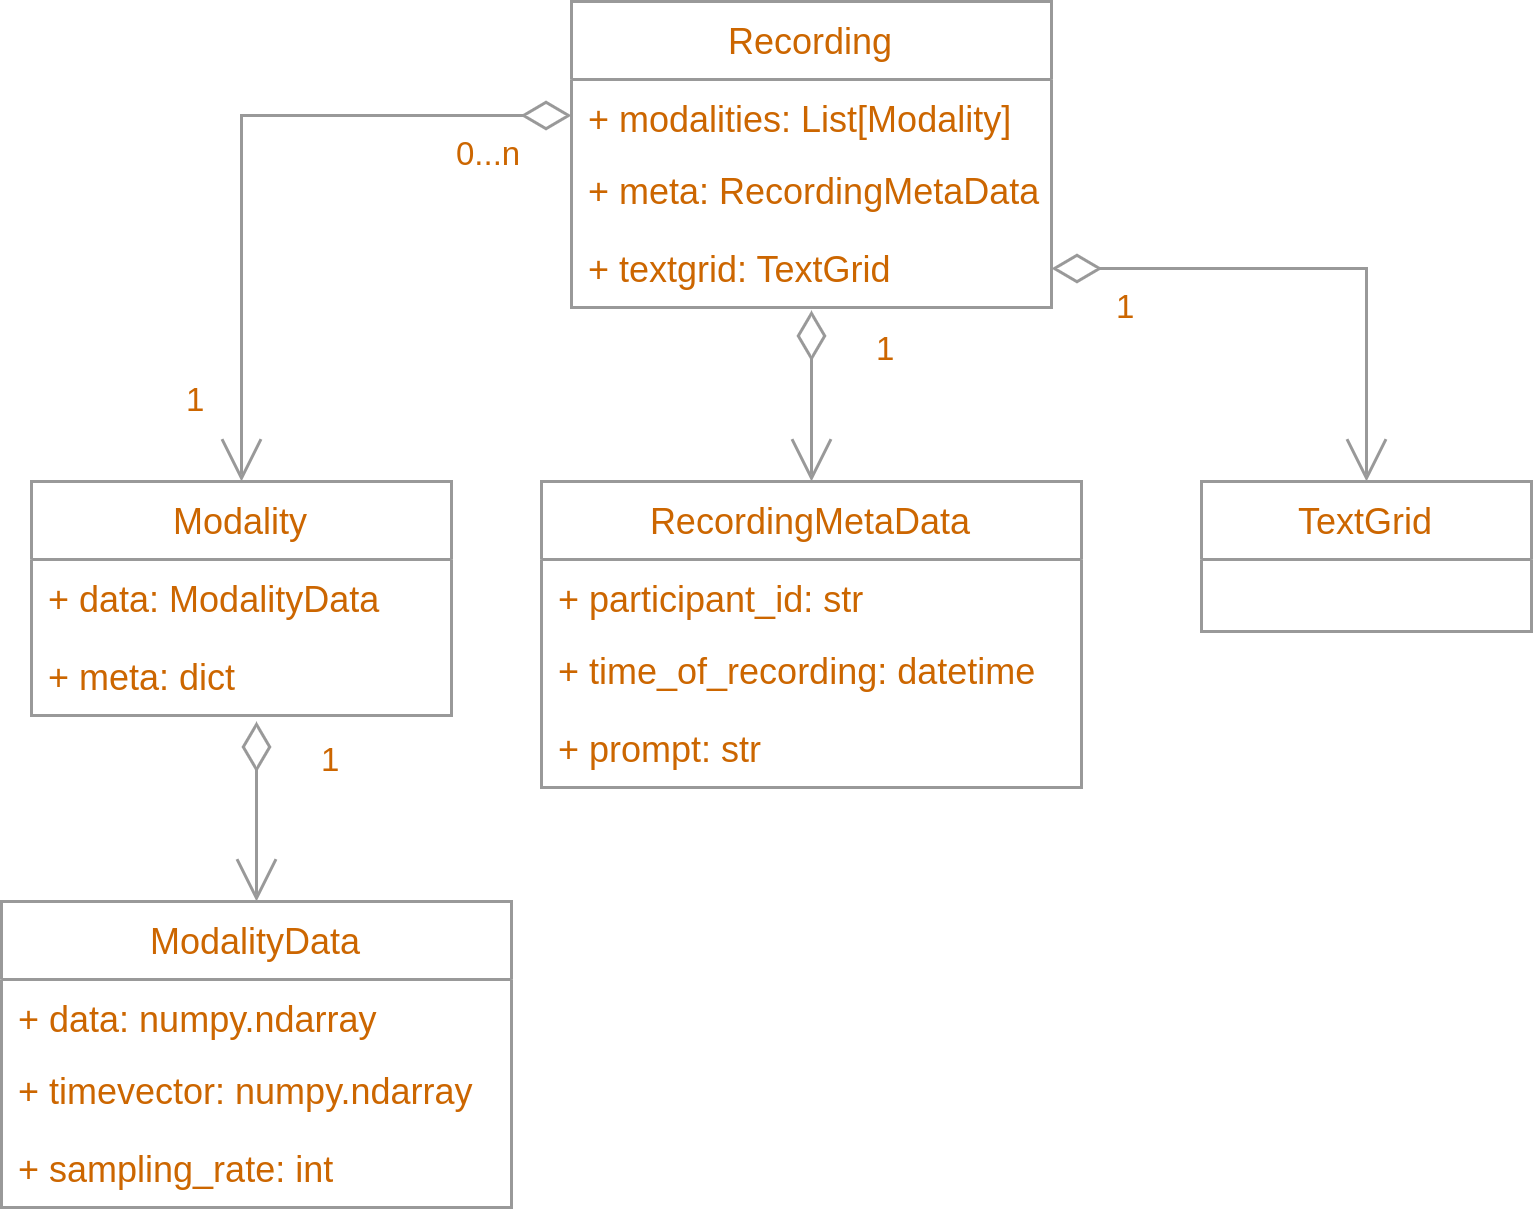 Recording
+ modalities: List[Modality]
+ meta: RecordingMetaData
+ textgrid: TextGrid
0...n
1
1
1
Modality
+ data: ModalityData
+ meta: dict
RecordingMetaData
+ participant_id: str
+ time_of_recording: datetime
+ prompt: str
TextGrid
1
ModalityData
+ data: numpy.ndarray
+ timevector: numpy.ndarray
+ sampling_rate: int